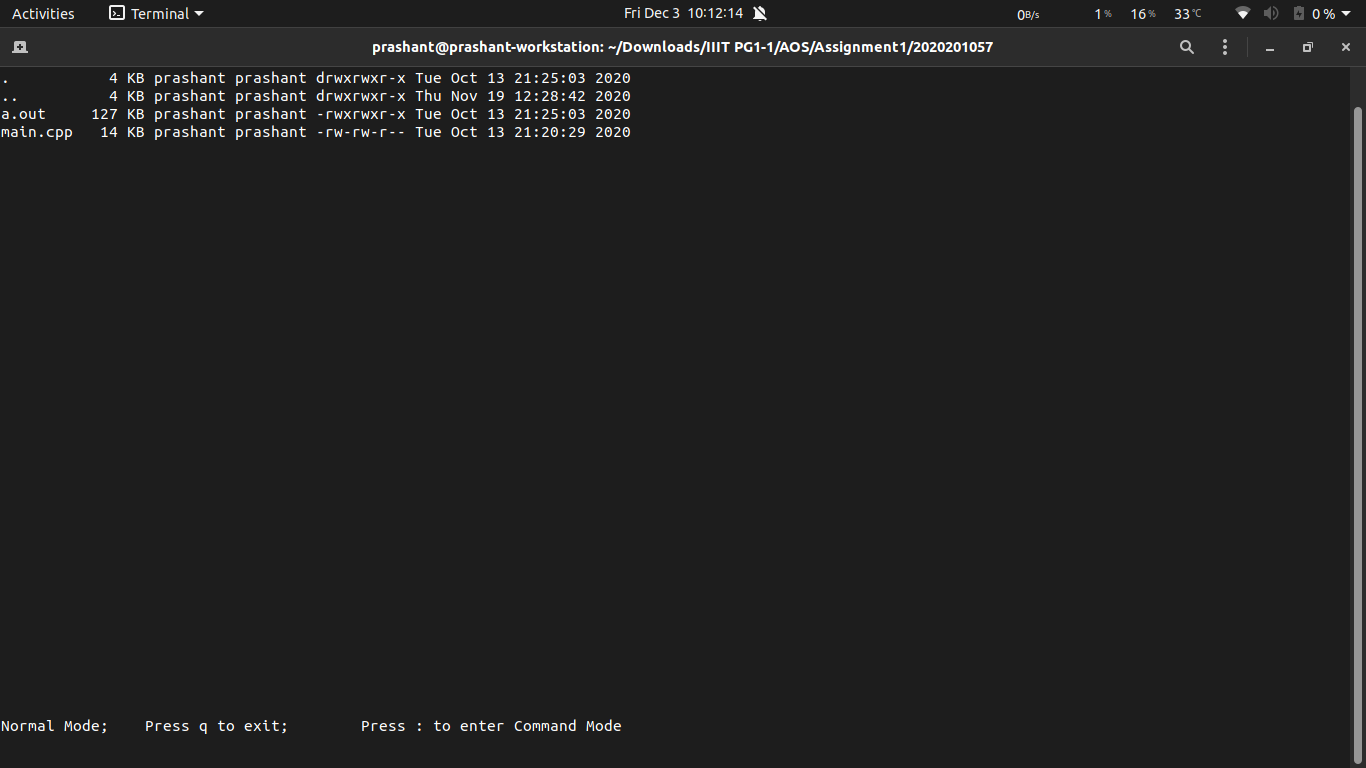 Activities Terminal Fri Dec 3 10:12:14 0B/s 1% 16% 33°C 0%
prashant@prashant-workstation: ~/Downloads/IIIT PG1-1/AOS/Assignment1/2020201057
. 4 KB prashant prashant drwxrwxr-x Tue Oct 13 21:25:03 2020
.. 4 KB prashant prashant drwxrwxr-x Thu Nov 19 12:28:42 2020
a.out 127 KB prashant prashant -rwxrwxr-x Tue Oct 13 21:25:03 2020
main.cpp 14 KB prashant prashant -rw-rw-r-- Tue Oct 13 21:20:29 2020
Normal Mode; Press q to exit; Press : to enter Command Mode